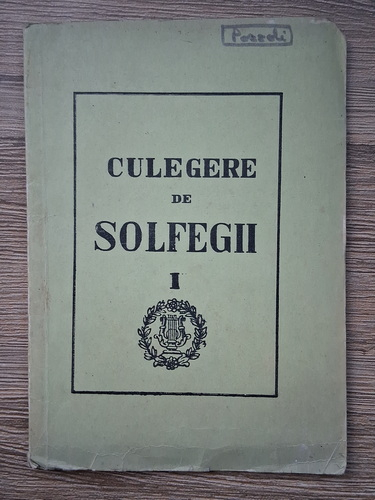 Pozzoli
CULEGERE
DE
SOLFEGII
I